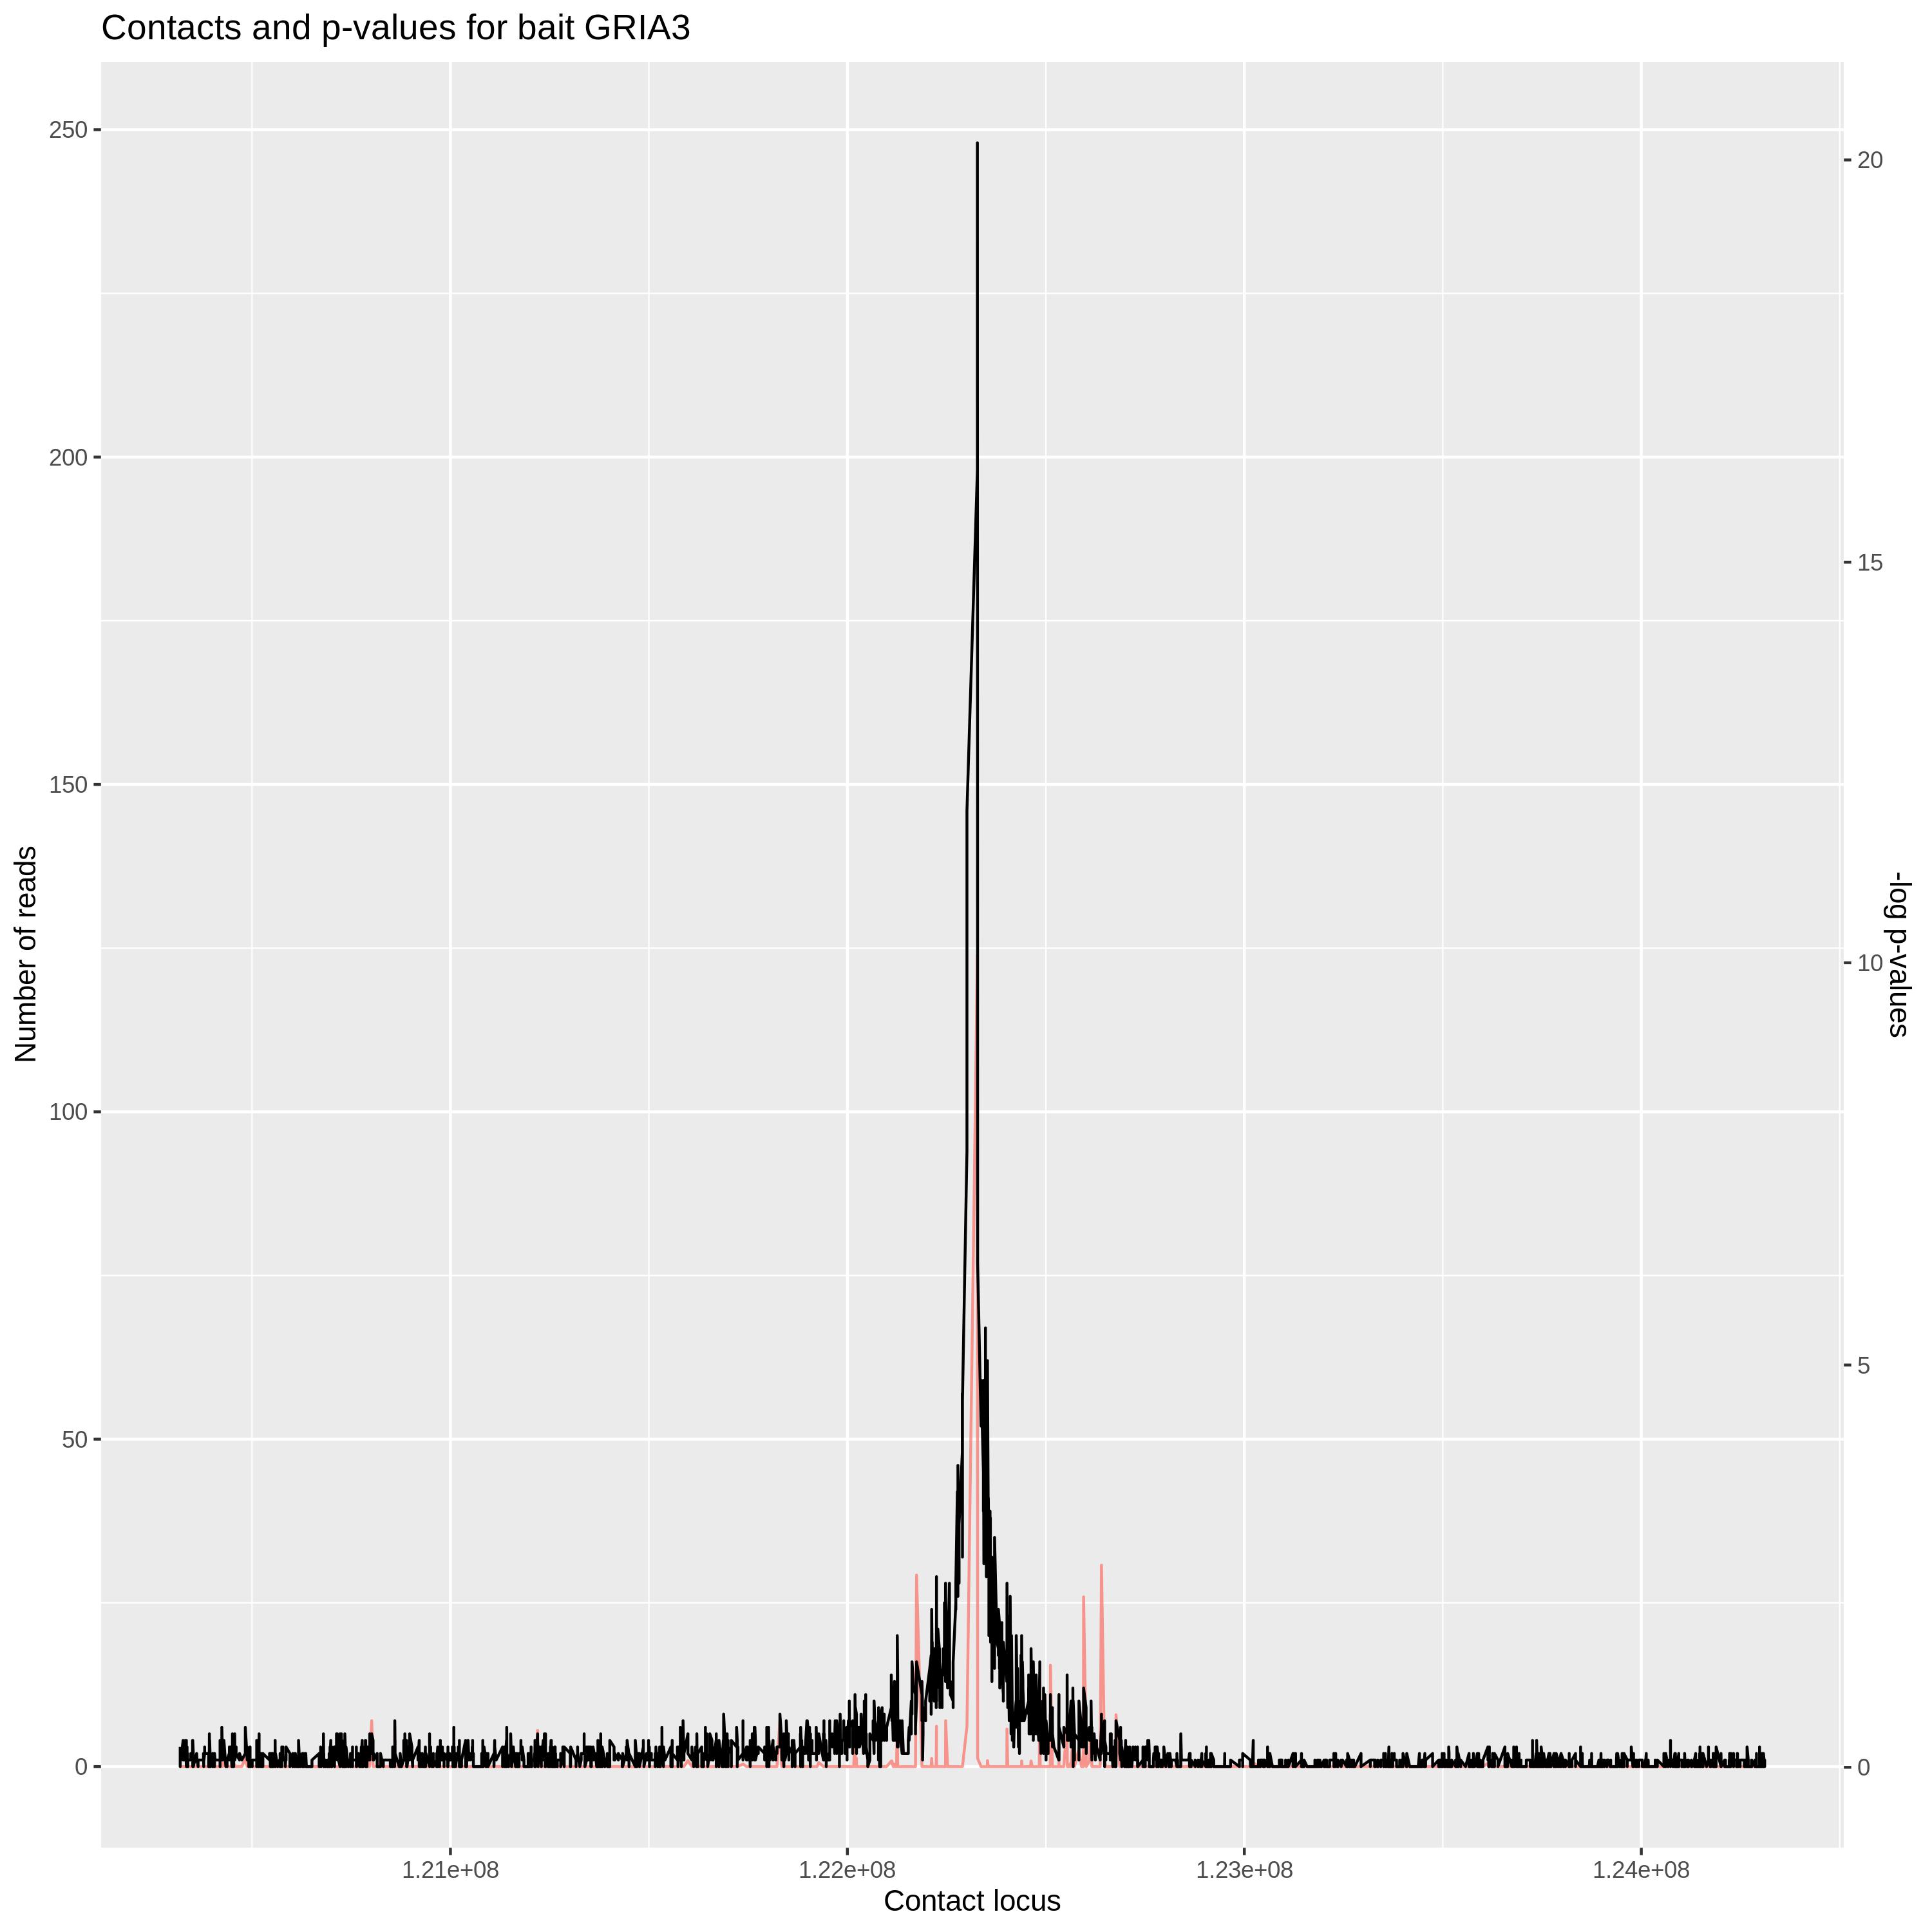 Contacts and p-values for bait GRIA3
250
200
150
100
50
0
Number of reads
20
15
10
5
0
-log p-values
1.21e+08
1.22e+08
1.23e+08
1.24e+08
Contact locus